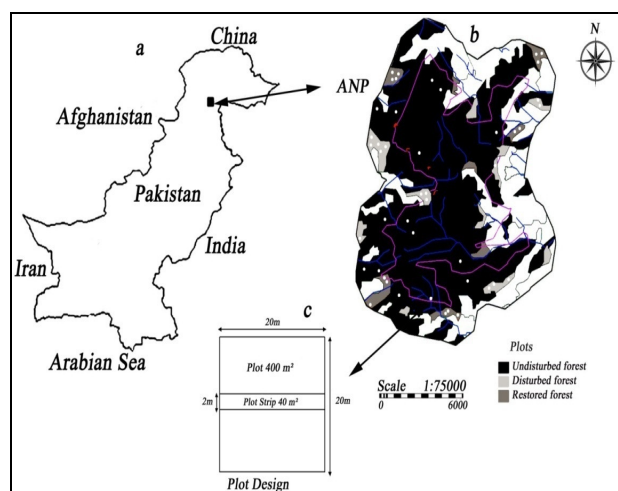 a
China
Afghanistan
Pakistan
India
Iran
Arabian Sea
ANP
b
N
c
20m
Plot 400 m²
2m
Plot Strip 40 m²
20m
Plot Design
Scale 1:75000
0 6000
Plots
Undisturbed forest
Disturbed forest
Restored forest